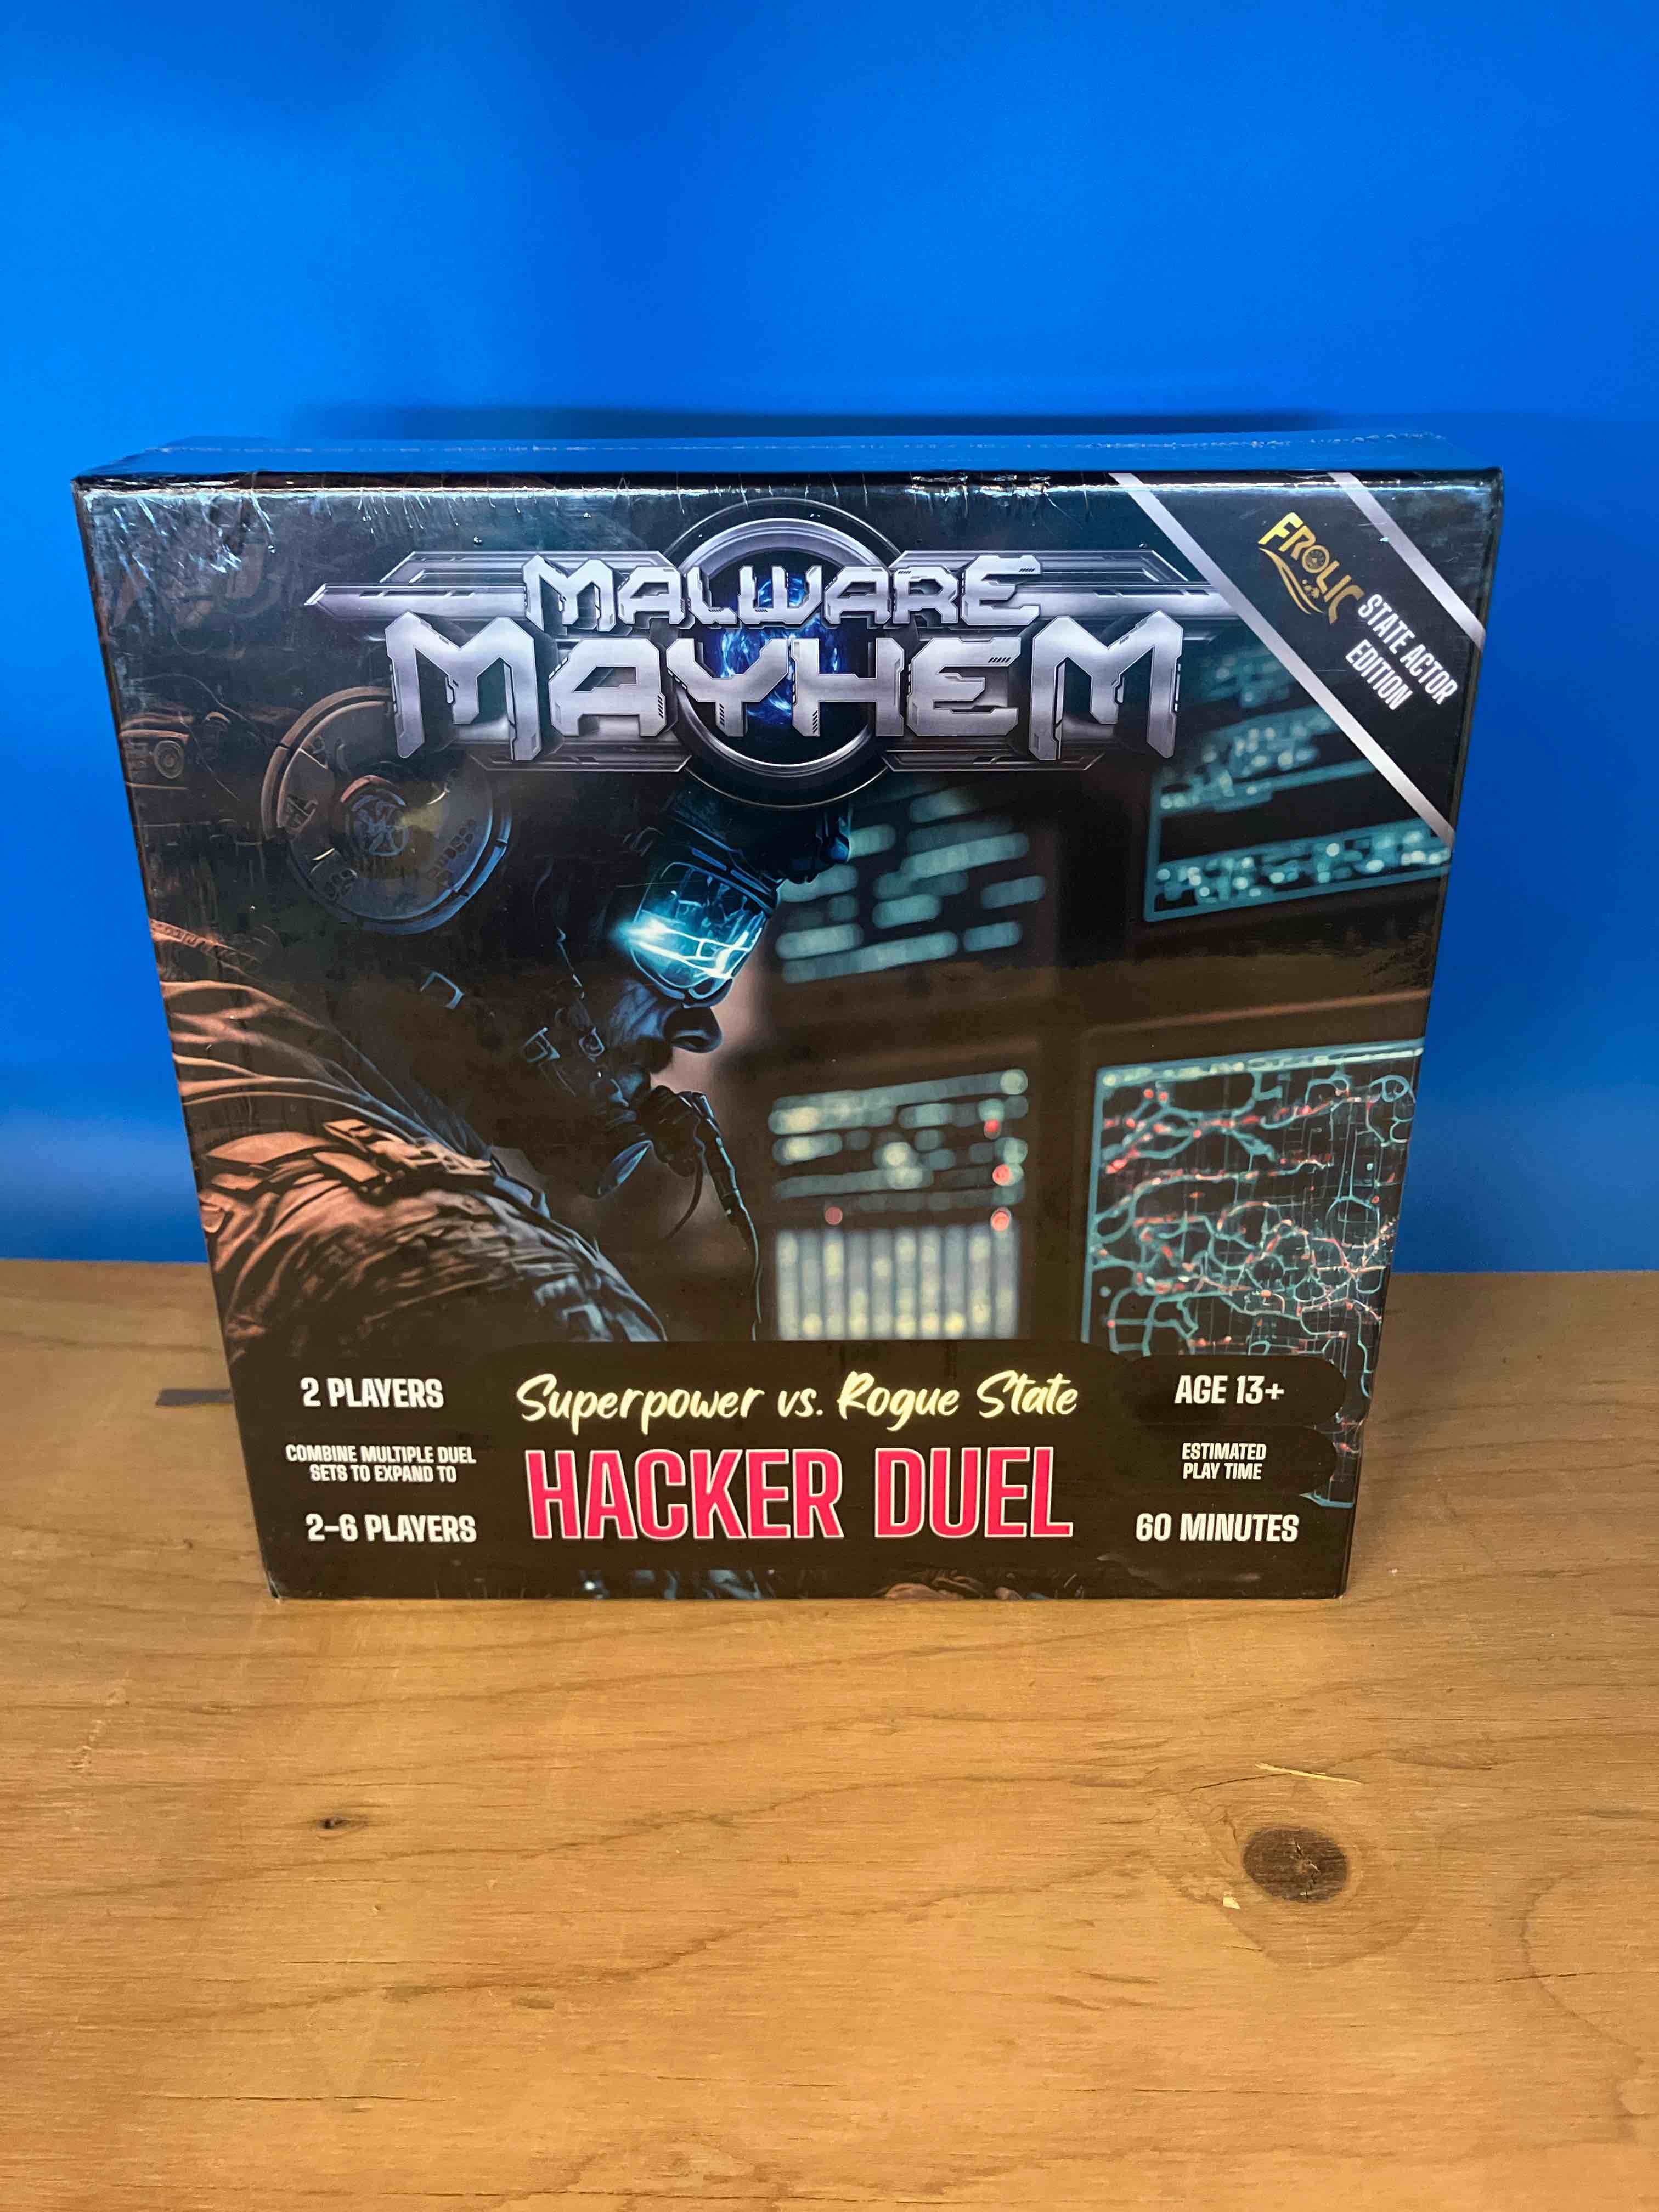 MALWARE
MAYHEM
FROLIC
STATE ACTOR
EDITION
2 PLAYERS
COMBINE MULTIPLE DUEL
SETS TO EXPAND TO
2-6 PLAYERS
Superpower vs. Rogue State
HACKER DUEL
AGE 13+
ESTIMATED
PLAY TIME
60 MINUTES